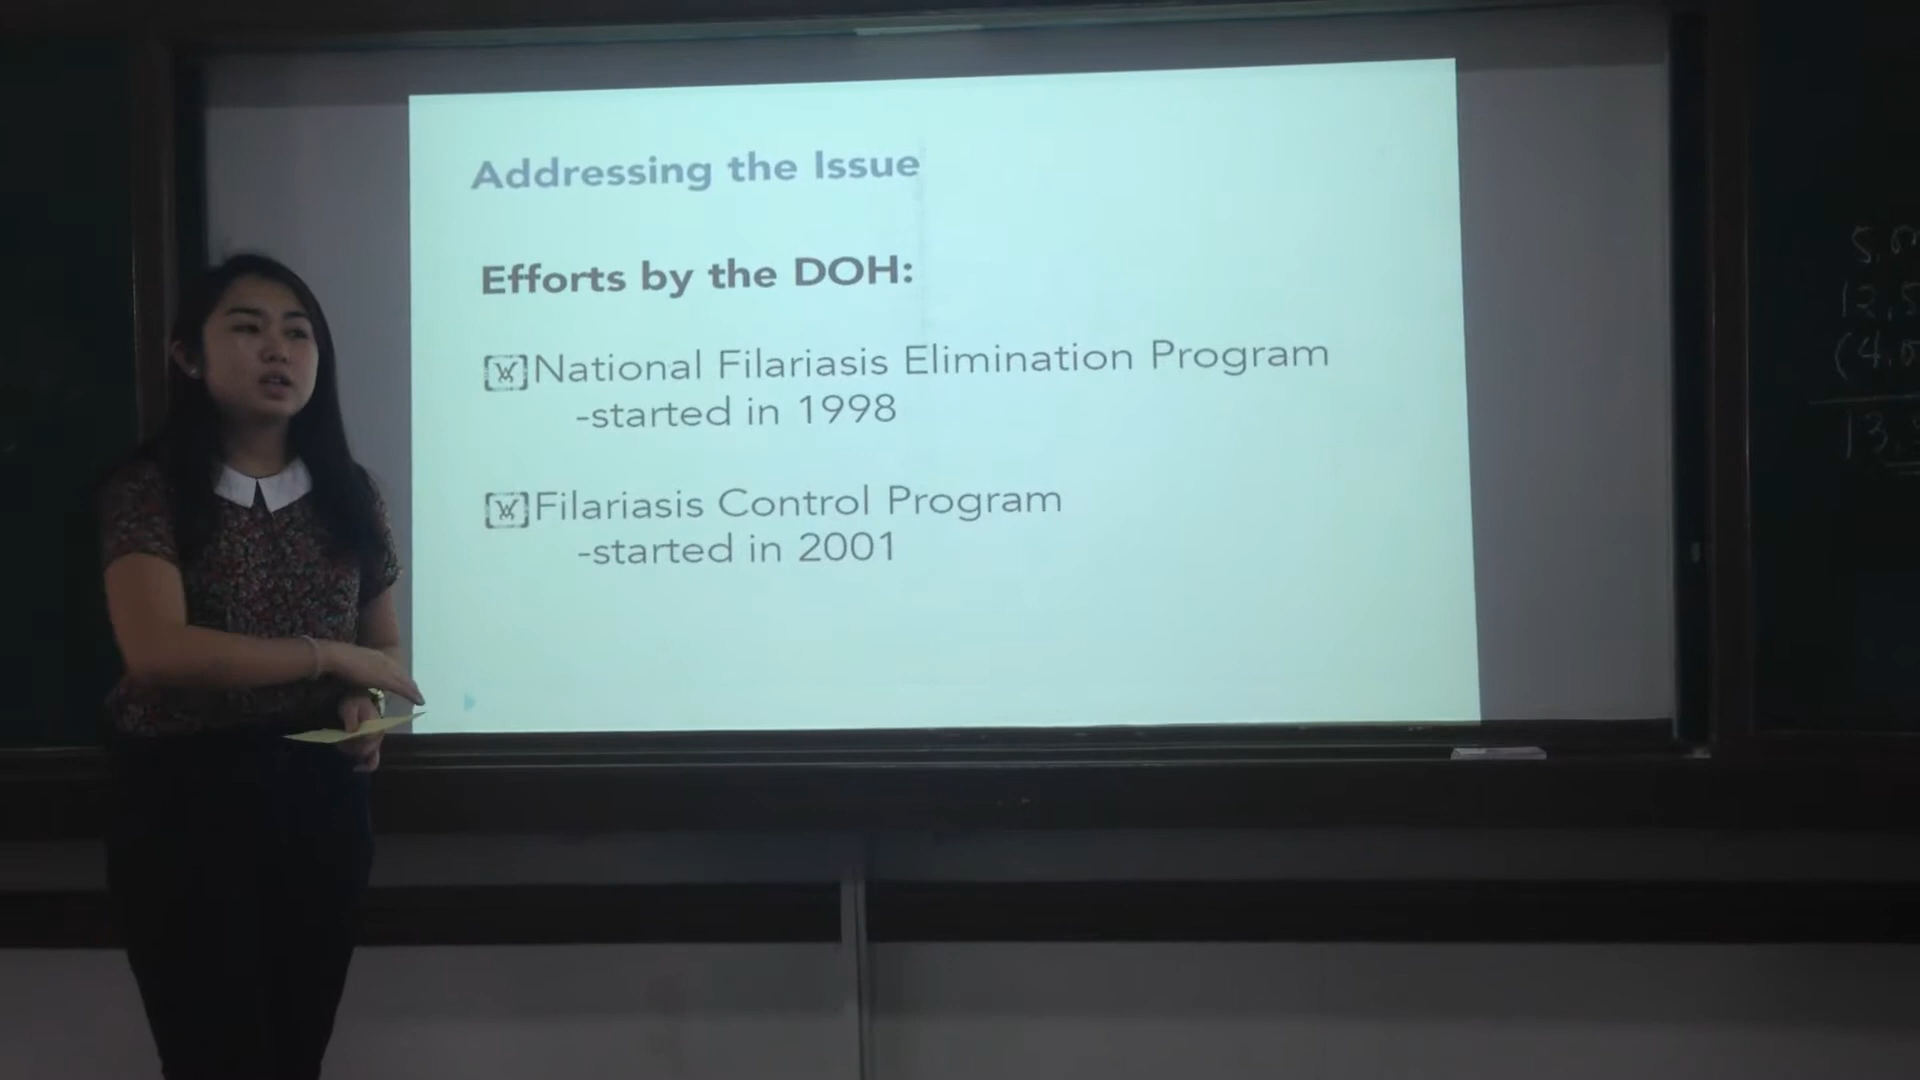 Addressing the Issue
Efforts by the DOH:
National Filariasis Elimination Program
-started in 1998
Filariasis Control Program
-started in 2001